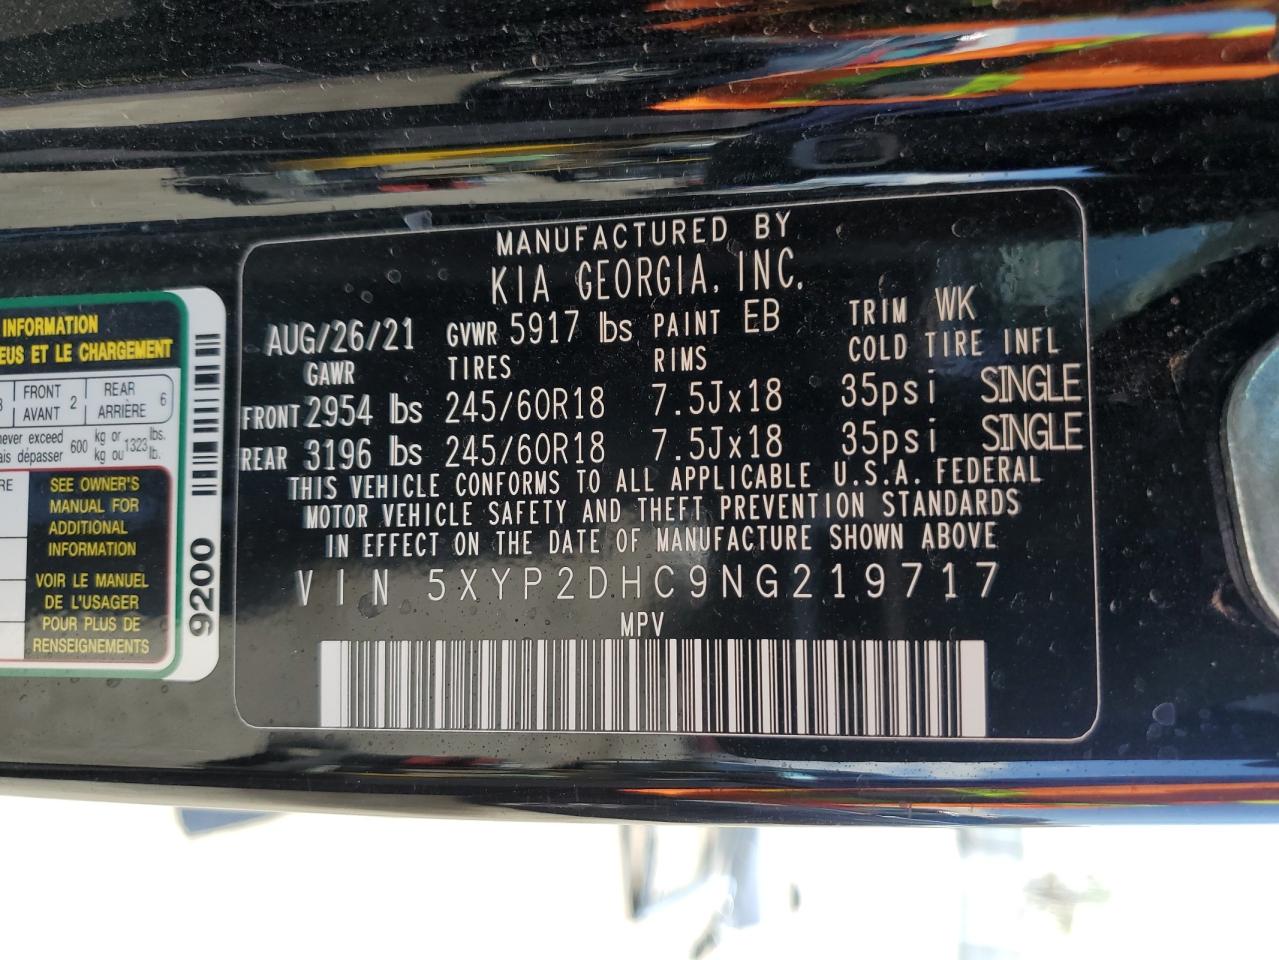 MANUFACTURED BY
KIA GEORGIA, INC.
AUG/26/21 GVWR 5917 lbs PAINT EB TRIM WK
GAWR TIRES RIMS COLD TIRE INFL
FRONT 2954 lbs 245/60R18 7.5Jx18 35psi SINGLE
REAR 3196 lbs 245/60R18 7.5Jx18 35psi SINGLE
THIS VEHICLE CONFORMS TO ALL APPLICABLE U.S.A. FEDERAL
MOTOR VEHICLE SAFETY AND THEFT PREVENTION STANDARDS
IN EFFECT ON THE DATE OF MANUFACTURE SHOWN ABOVE
VIN 5XYP2DHC9NG219717
MPV
INFORMATION
ET LE CHARGEMENT
FRONT AVANT 2 REAR ARRIÈRE 6
never exceed 600 kg or 1323 lbs.
dépasser kg ou lb.
SEE OWNER'S
MANUAL FOR
ADDITIONAL
INFORMATION
VOIR LE MANUEL
DE L'USAGER
POUR PLUS DE
RENSEIGNEMENTS
9200